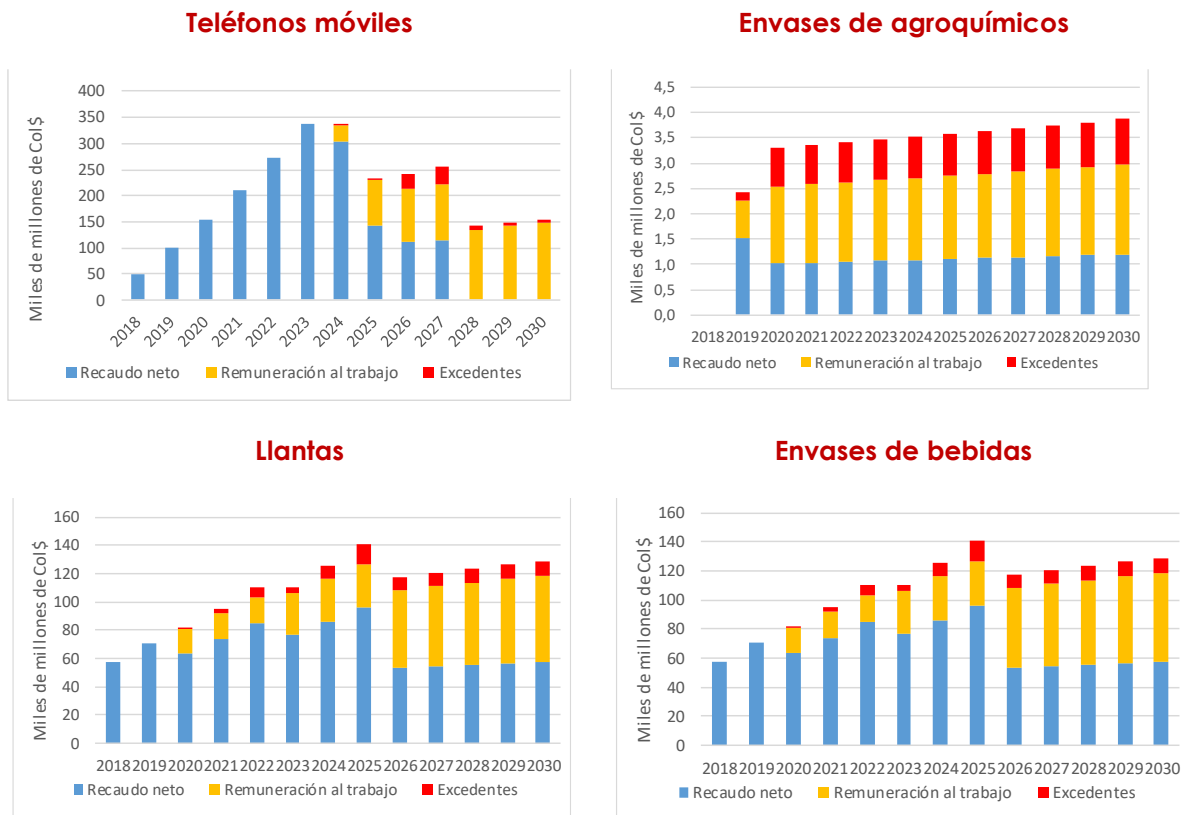 Teléfonos móviles
Miles de millones de Col$
400
350
300
250
200
150
100
50
0
2018 2019 2020 2021 2022 2023 2024 2025 2026 2027 2028 2029 2030
Recaudo neto Remuneración al trabajo Excedentes
Envases de agroquímicos
Miles de millones de Col$
4,5
4,0
3,5
3,0
2,5
2,0
1,5
1,0
0,5
0,0
2018 2019 2020 2021 2022 2023 2024 2025 2026 2027 2028 2029 2030
Recaudo neto Remuneración al trabajo Excedentes
Llantas
Miles de millones de Col$
160
140
120
100
80
60
40
20
0
2018 2019 2020 2021 2022 2023 2024 2025 2026 2027 2028 2029 2030
Recaudo neto Remuneración al trabajo Excedentes
Envases de bebidas
Miles de millones de Col$
160
140
120
100
80
60
40
20
0
2018 2019 2020 2021 2022 2023 2024 2025 2026 2027 2028 2029 2030
Recaudo neto Remuneración al trabajo Excedentes